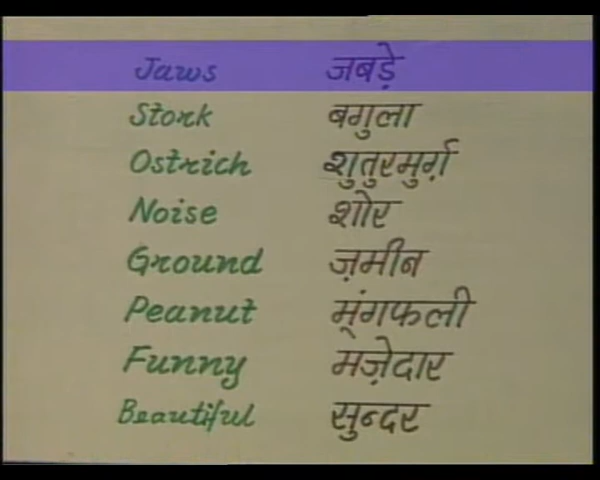 Jaws जबड़े
Stork बगुला
Ostrich शुतुरमुर्ग़
Noise शोर
Ground ज़मीन
Peanut मूंगफली
Funny मज़ेदार
Beautiful सुन्दर